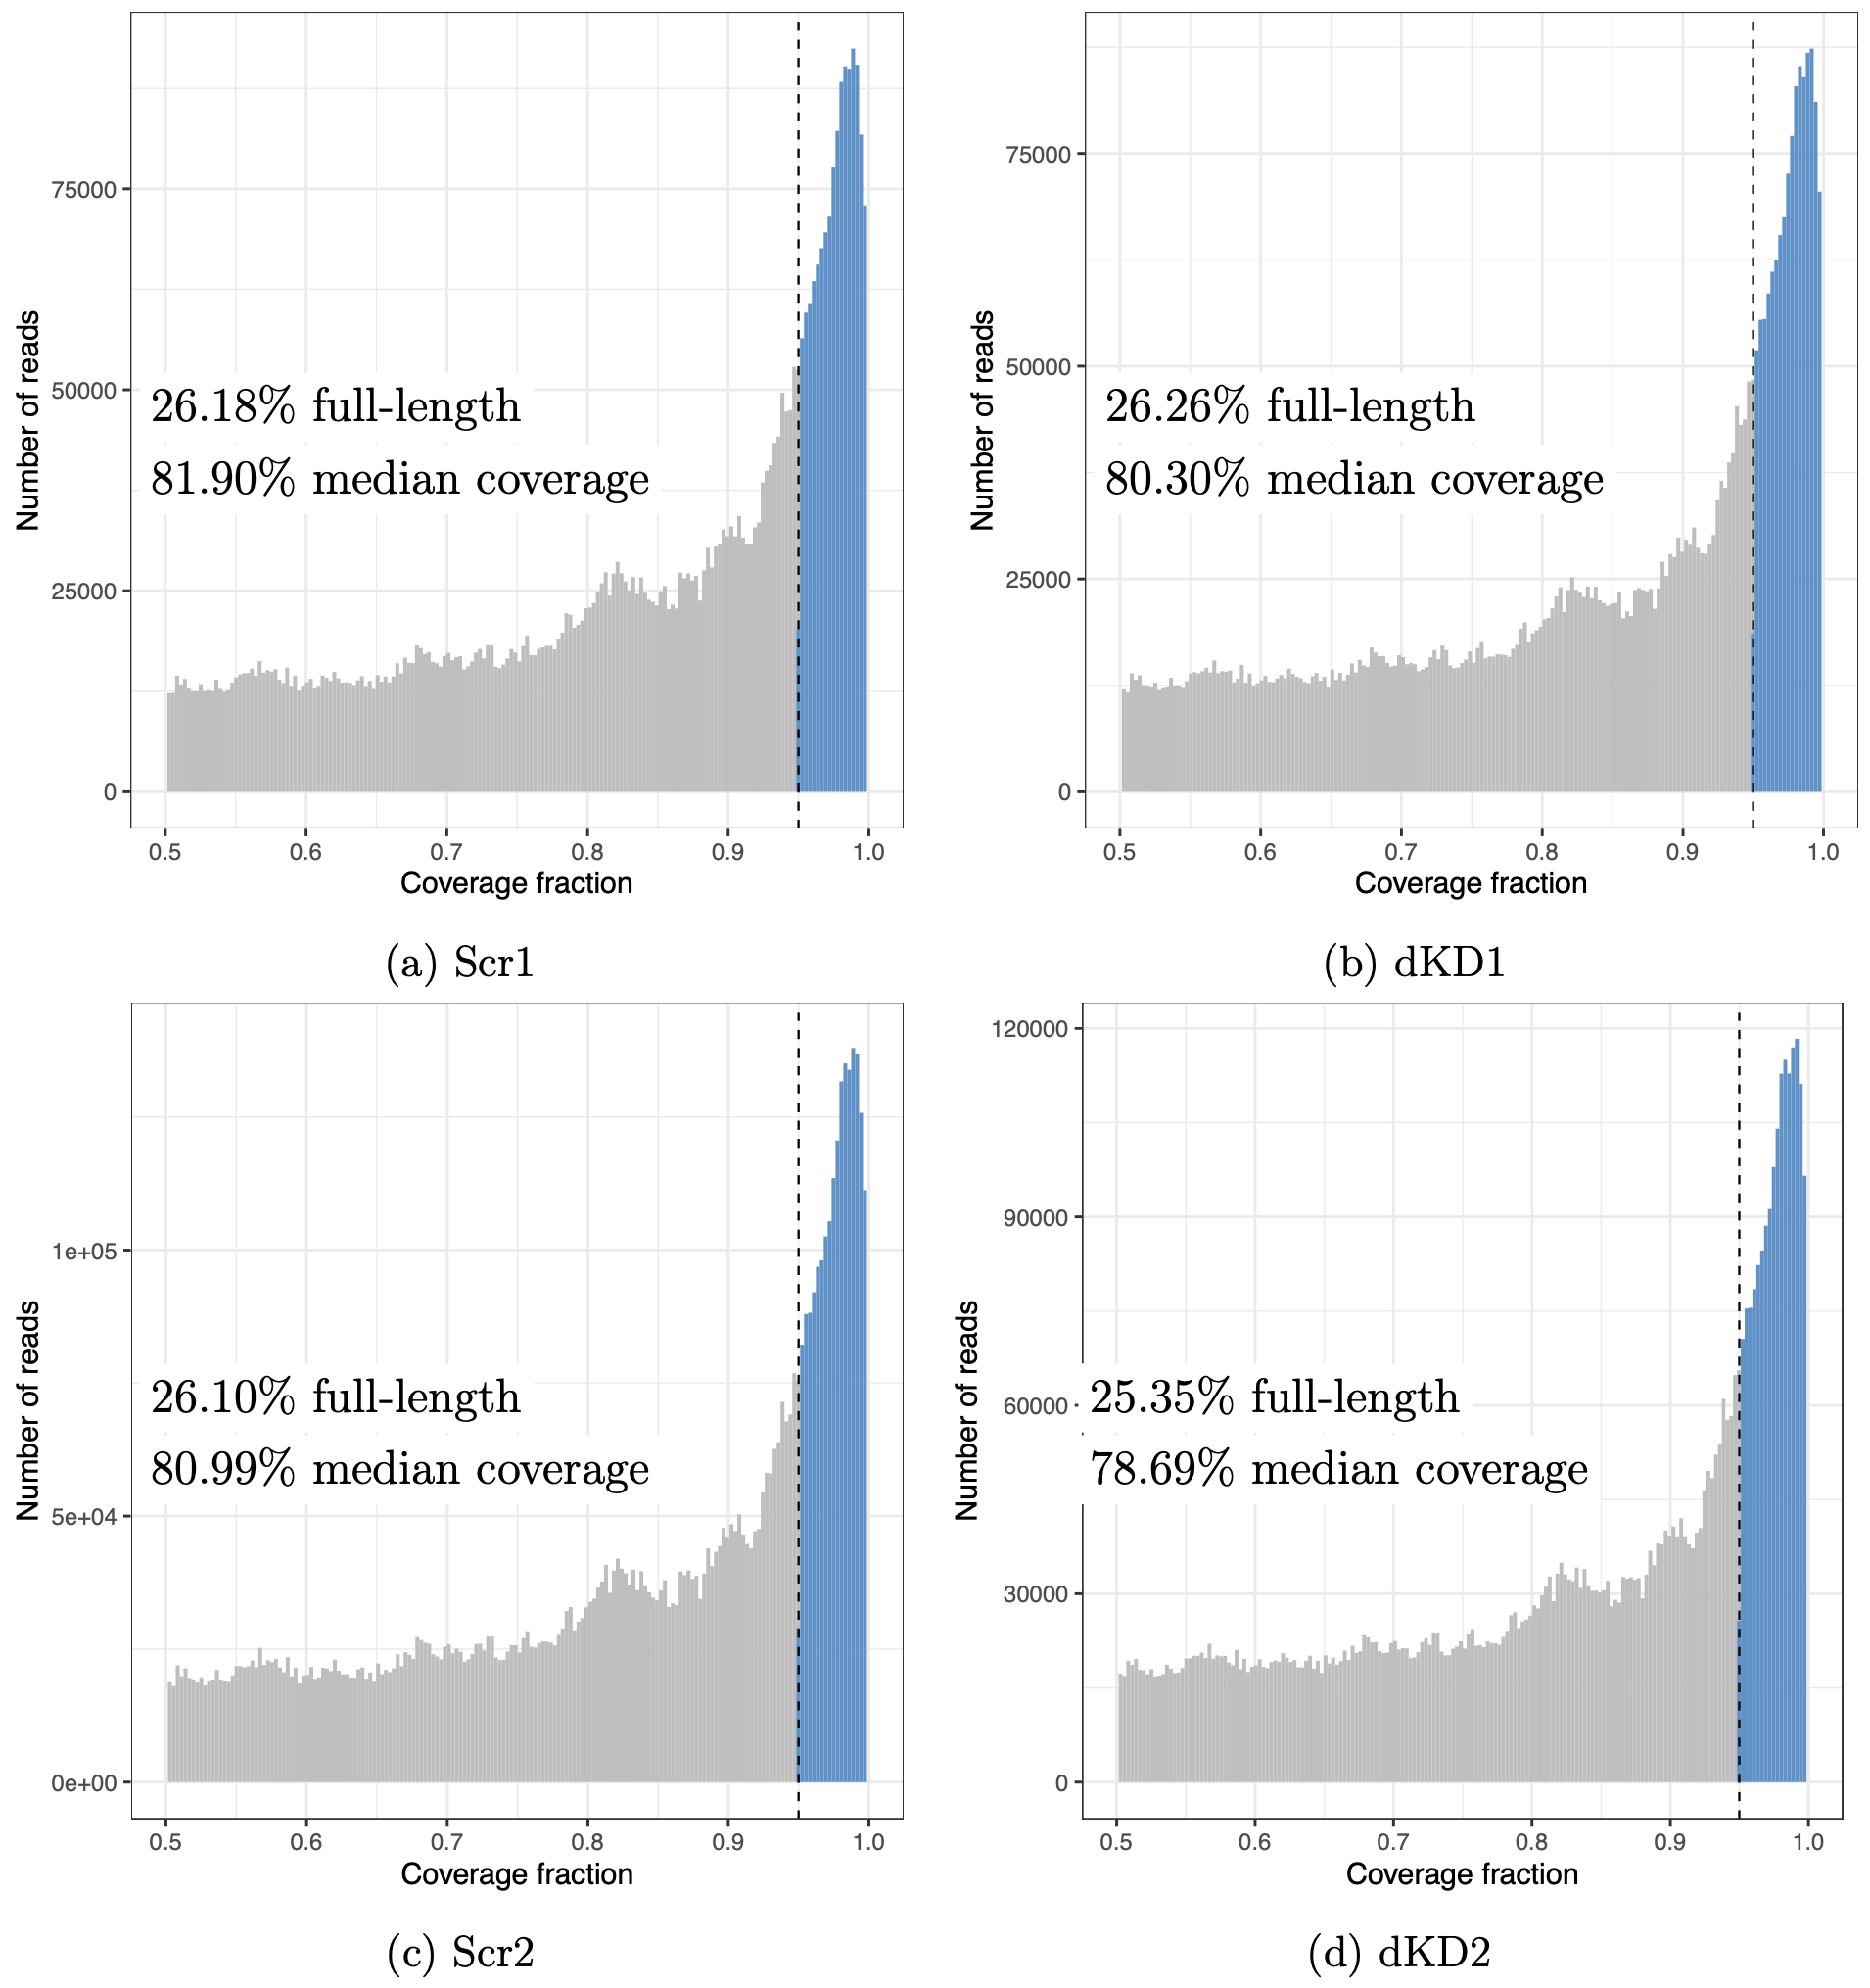 Number of reads
75000
50000
25000
0
26.18% full-length
81.90% median coverage
0.5 0.6 0.7 0.8 0.9 1.0
Coverage fraction
(a) Scr1
Number of reads
75000
50000
25000
0
26.26% full-length
80.30% median coverage
0.5 0.6 0.7 0.8 0.9 1.0
Coverage fraction
(b) dKD1
Number of reads
1e+05
5e+04
0e+00
26.10% full-length
80.99% median coverage
0.5 0.6 0.7 0.8 0.9 1.0
Coverage fraction
(c) Scr2
Number of reads
120000
90000
60000
30000
0
25.35% full-length
78.69% median coverage
0.5 0.6 0.7 0.8 0.9 1.0
Coverage fraction
(d) dKD2